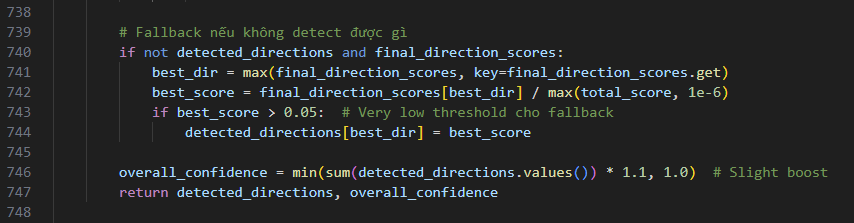 738
739 # Fallback nếu không detect được gì
740 if not detected_directions and final_direction_scores:
741 best_dir = max(final_direction_scores, key=final_direction_scores.get)
742 best_score = final_direction_scores[best_dir] / max(total_score, 1e-6)
743 if best_score > 0.05:  # Very low threshold cho fallback
744 detected_directions[best_dir] = best_score
745
746 overall_confidence = min(sum(detected_directions.values()) * 1.1, 1.0)  # Slight boost
747 return detected_directions, overall_confidence
748